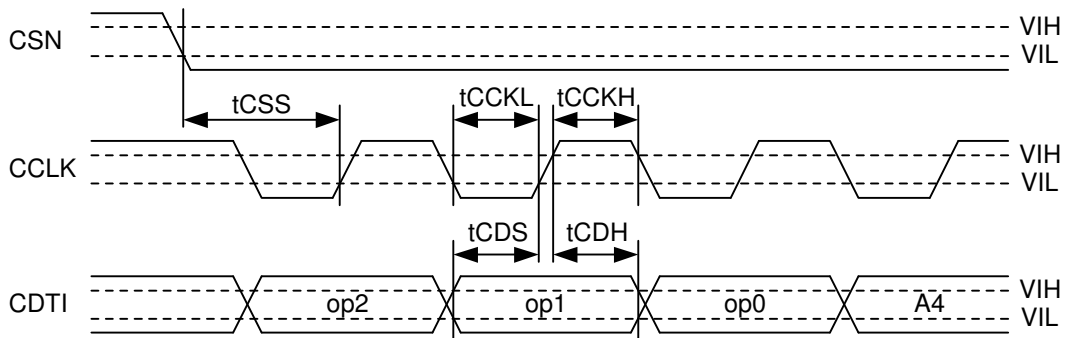 CSN
VIH
VIL
tCSS
tCCKL
tCCKH
CCLK
VIH
VIL
tCDS
tCDH
CDTI
op2
op1
op0
A4
VIH
VIL